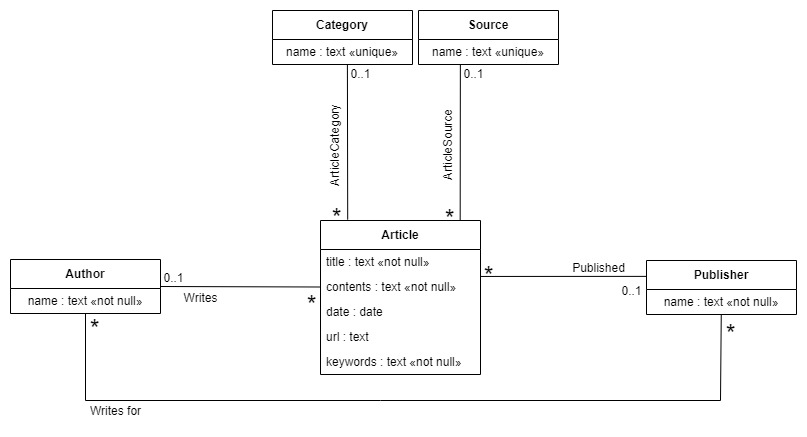 Category
name : text «unique»
Source
name : text «unique»
0..1
0..1
ArticleCategory
ArticleSource
*
*
Article
title : text «not null»
contents : text «not null»
date : date
url : text
keywords : text «not null»
Author
name : text «not null»
0..1
Writes
*
*
Published
0..1
Publisher
name : text «not null»
*
*
Writes for